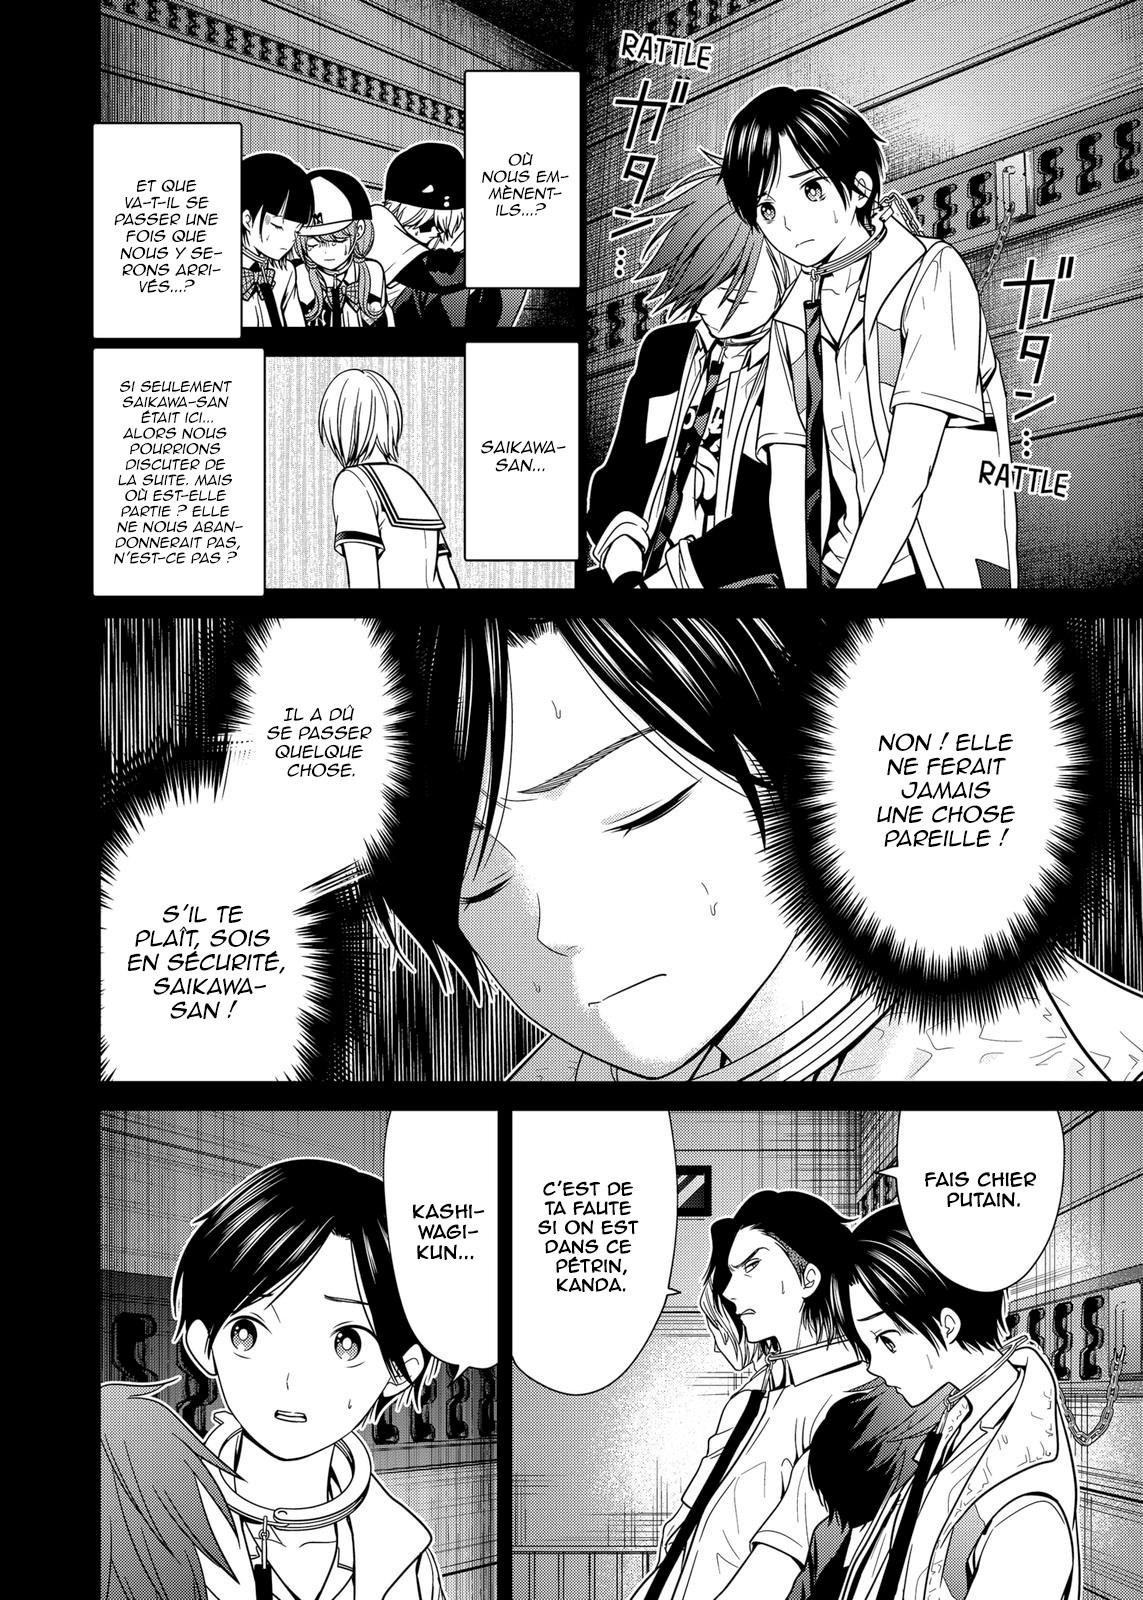 RATTLE
ガタン…
ガタン…
RATTLE
OÙ
NOUS EM-
MÈNENT-
ILS...?
ET QUE
VA-T-IL SE
PASSER UNE
FOIS QUE
NOUS Y SE-
RONS ARRI-
VÉS...?
SAIKAWA-
SAN...
SI SEULEMENT
SAIKAWA-SAN
ÉTAIT ICI...
ALORS NOUS
POURRIONS
DISCUTER DE
LA SUITE. MAIS
OÙ EST-ELLE
PARTIE ? ELLE
NE NOUS ABAN-
DONNERAIT PAS,
N'EST-CE PAS ?
NON ! ELLE
NE FERAIT
JAMAIS
UNE CHOSE
PAREILLE !
IL A DÛ
SE PASSER
QUELQUE
CHOSE.
S'IL TE
PLAÎT, SOIS
EN SÉCURITÉ,
SAIKAWA-
SAN !
FAIS CHIER
PUTAIN.
C'EST DE
TA FAUTE
SI ON EST
DANS CE
PÉTRIN,
KANDA.
KASHI-
WAGI-
KUN...